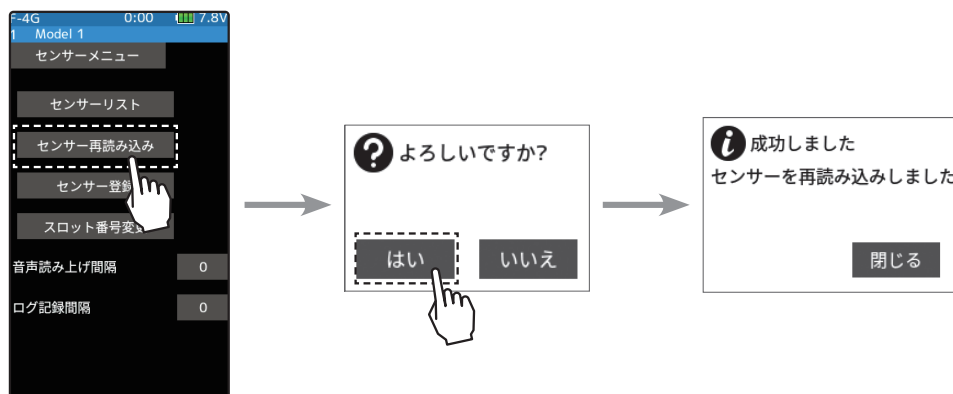 F-4G 0:00 7.8V
1 Model 1
センサーメニュー
センサーリスト
センサー再読み込み
センサー登録
スロット番号変更
音声読み上げ間隔 0
ログ記録間隔 0
? よろしいですか?
はい いいえ
i 成功しました
センサーを再読み込みしました
閉じる